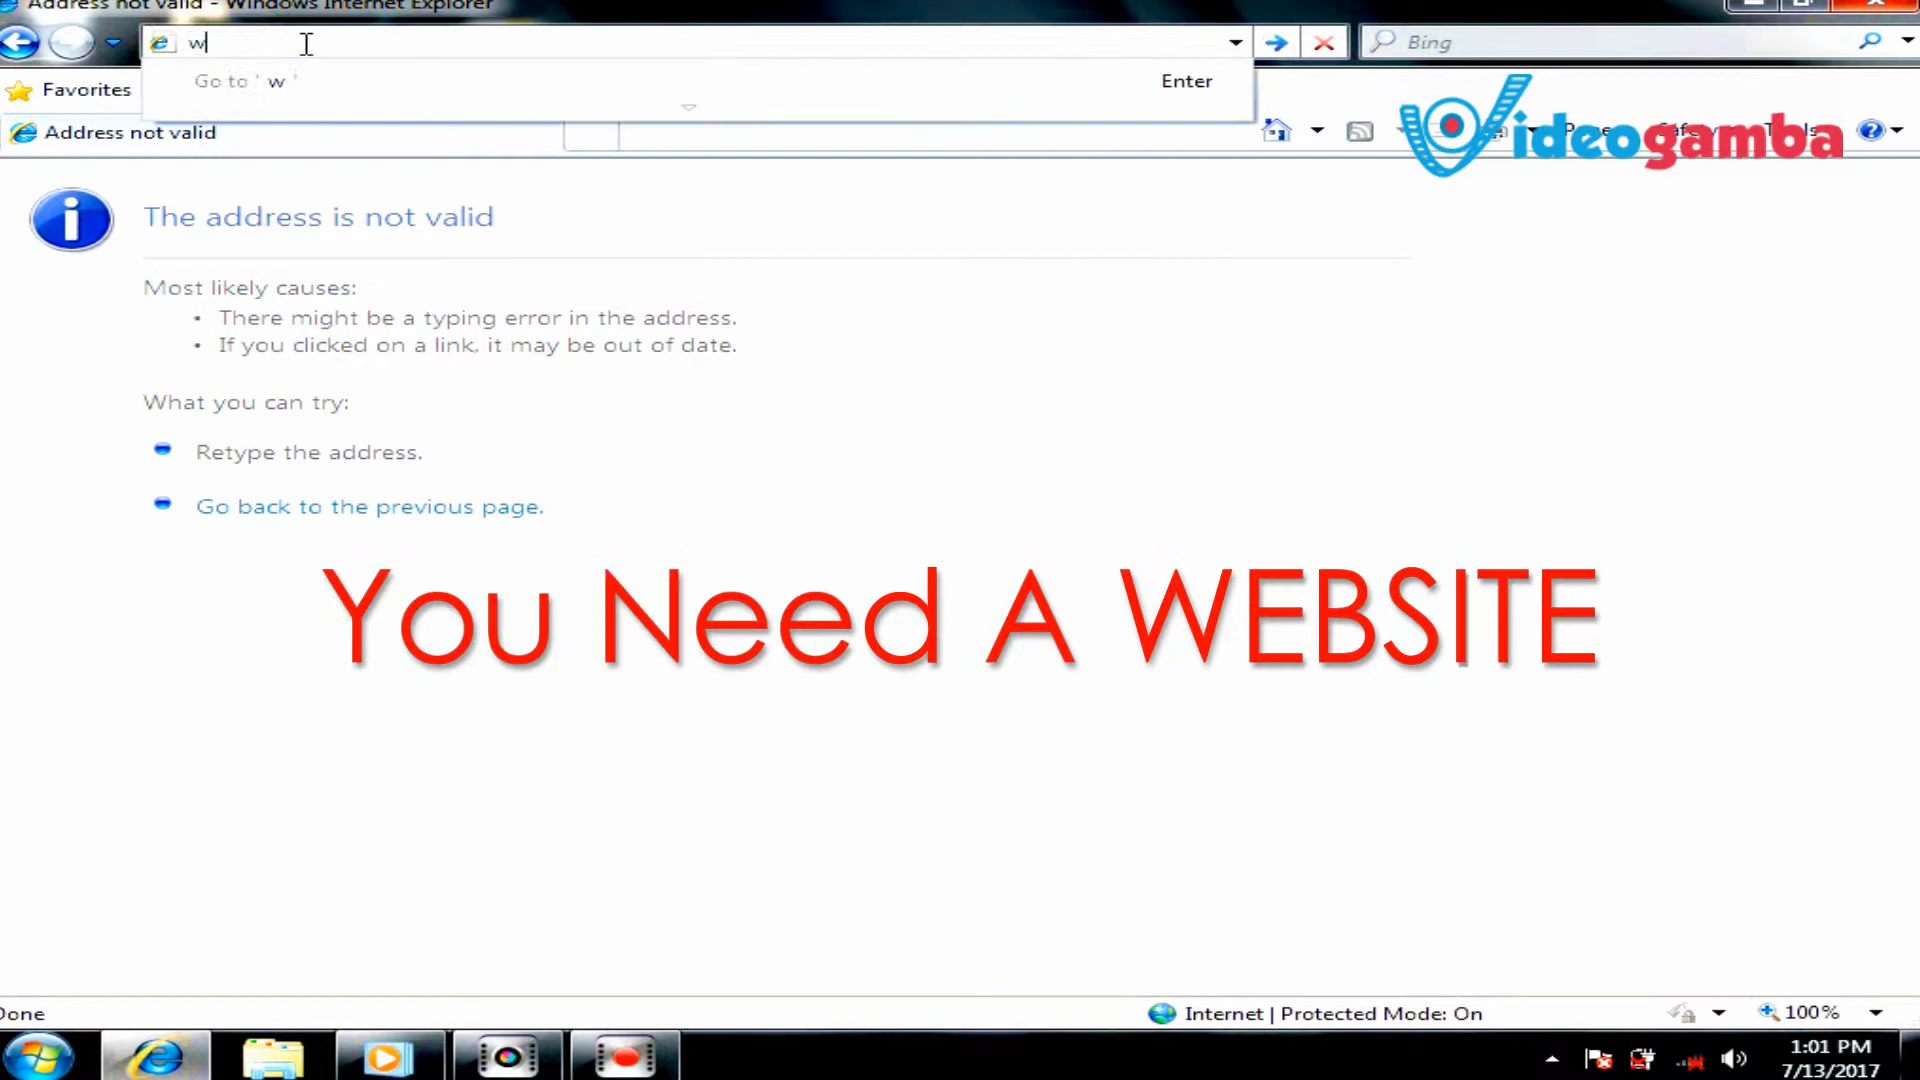 Address not valid - Windows Internet Explorer
w
Bing
Go to ' w '
Enter
Favorites
Address not valid
Videogamba
The address is not valid
Most likely causes:
• There might be a typing error in the address.
• If you clicked on a link, it may be out of date.
What you can try:
Retype the address.
Go back to the previous page.
You Need A WEBSITE
Done
Internet | Protected Mode: On
100%
1:01 PM
7/13/2017